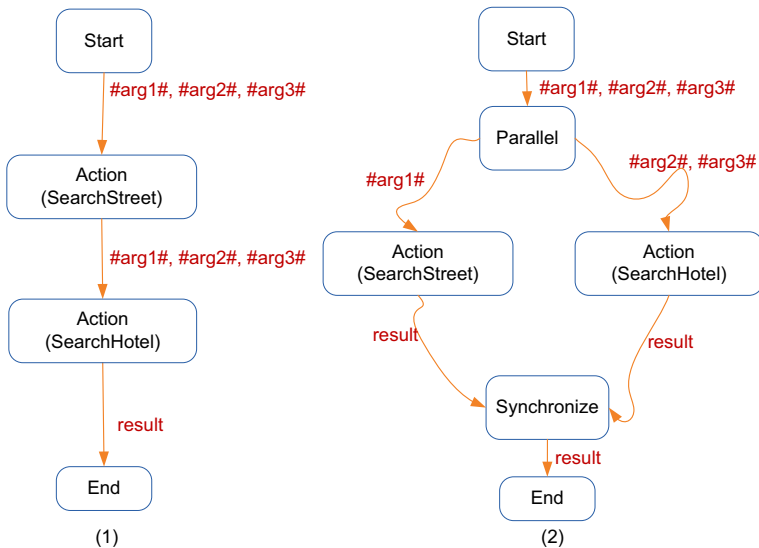 Start
#arg1#, #arg2#, #arg3#
Action
(SearchStreet)
#arg1#, #arg2#, #arg3#
Action
(SearchHotel)
result
End
(1)
Start
#arg1#, #arg2#, #arg3#
Parallel
#arg1#
#arg2#, #arg3#
Action
(SearchStreet)
Action
(SearchHotel)
result
result
Synchronize
result
End
(2)